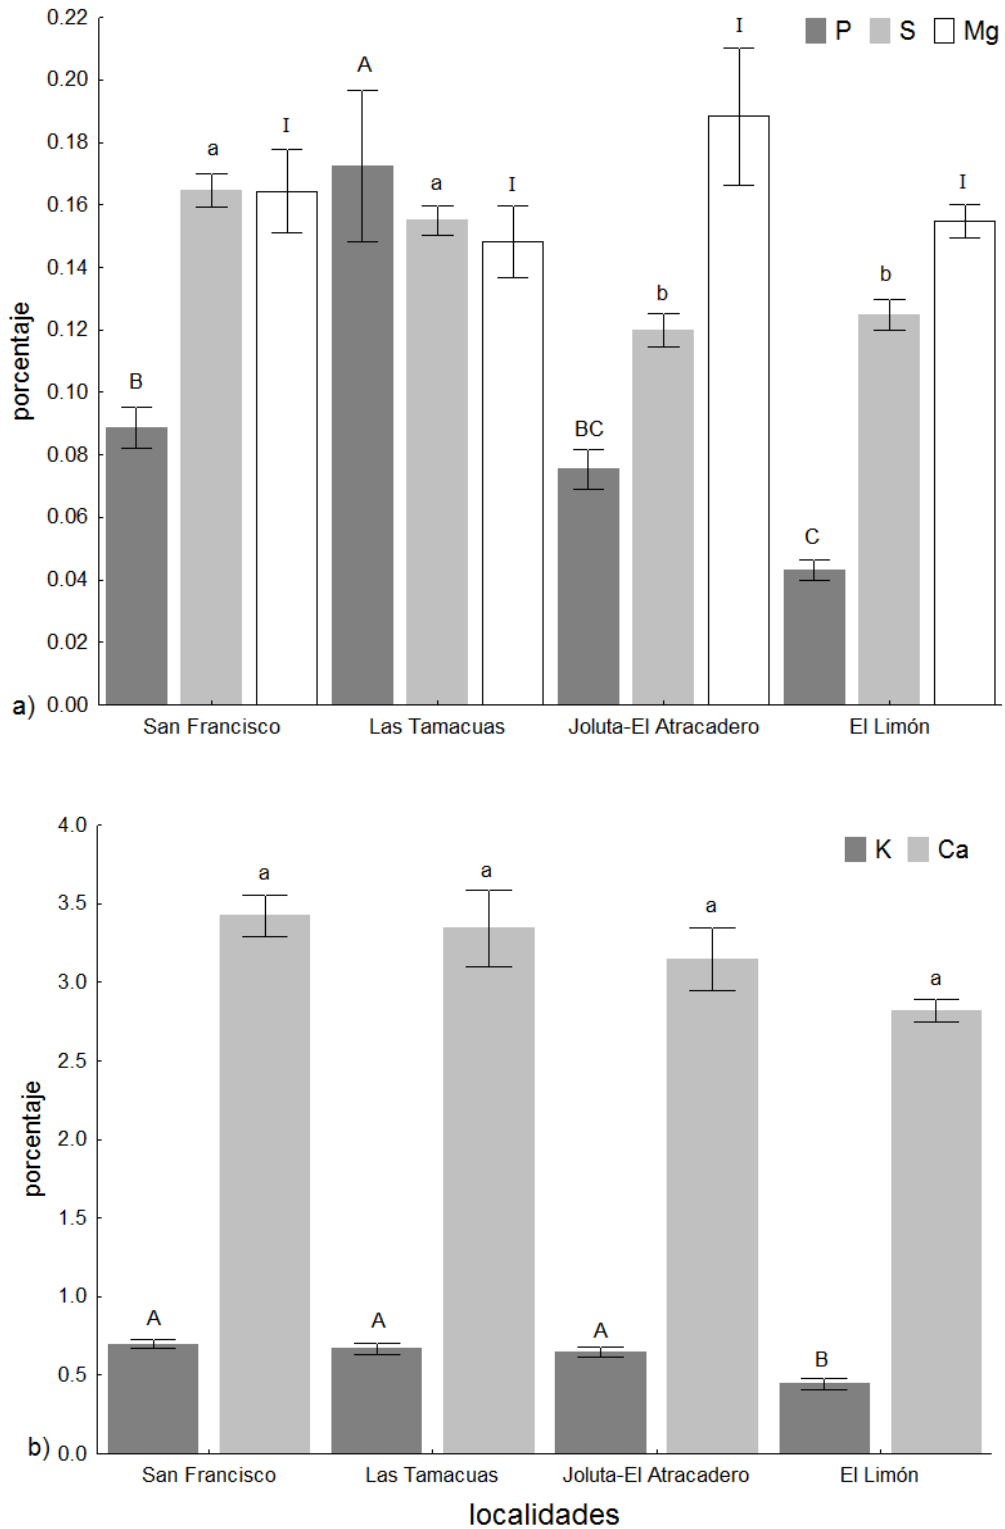 0.22
P S Mg
0.20
0.18
0.16
0.14
0.12
0.10
0.08
0.06
0.04
0.02
0.00
porcentaje
B a I
A a I
BC b I
C b I
a)
San Francisco Las Tamacuas Joluta-El Atracadero El Limón
4.0
K Ca
3.5
3.0
2.5
2.0
1.5
1.0
0.5
0.0
porcentaje
A a
A a
A a
B a
b)
San Francisco Las Tamacuas Joluta-El Atracadero El Limón
localidades